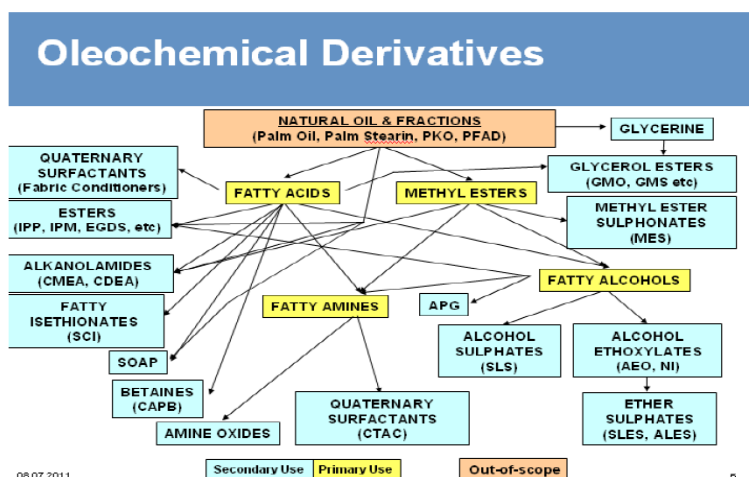 Oleochemical Derivatives
NATURAL OIL & FRACTIONS
(Palm Oil, Palm Stearin, PKO, PFAD)
GLYCERINE
QUATERNARY
SURFACTANTS
(Fabric Conditioners)
FATTY ACIDS
METHYL ESTERS
GLYCEROL ESTERS
(GMO, GMS etc)
ESTERS
(IPP, IPM, EGDS, etc)
METHYL ESTER
SULPHONATES
(MES)
ALKANOLAMIDES
(CMEA, CDEA)
FATTY ALCOHOLS
FATTY
ISETHIONATES
(SCI)
FATTY AMINES
APG
SOAP
ALCOHOL
SULPHATES
(SLS)
ALCOHOL
ETHOXYLATES
(AEO, NI)
BETAINES
(CAPB)
AMINE OXIDES
QUATERNARY
SURFACTANTS
(CTAC)
ETHER
SULPHATES
(SLES, ALES)
08.07.2011
Secondary Use
Primary Use
Out-of-scope
5